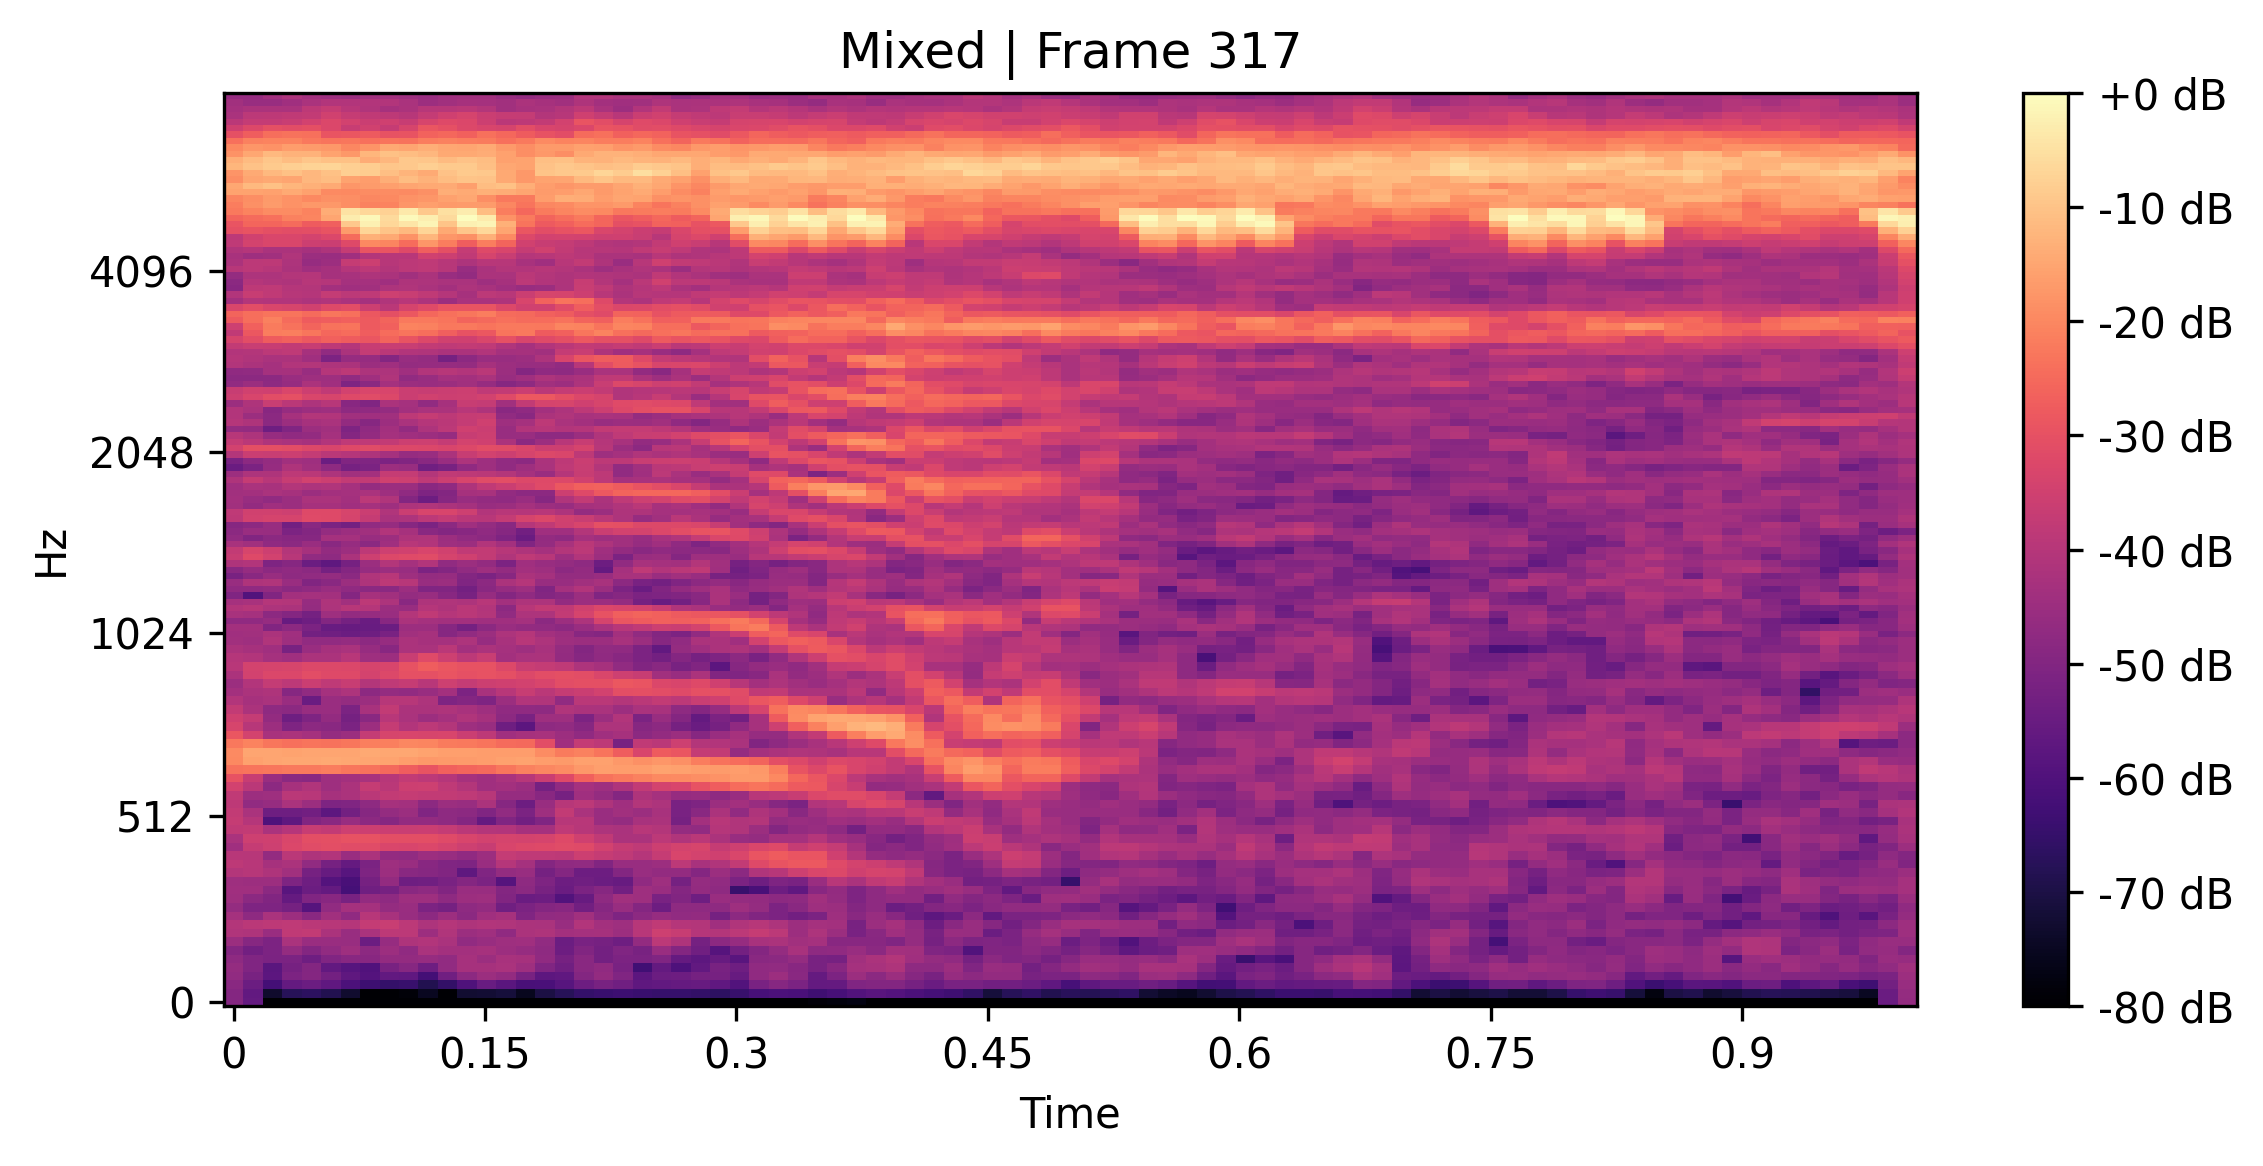 Mixed | Frame 317
Hz
4096
2048
1024
512
0
0 0.15 0.3 0.45 0.6 0.75 0.9
Time
+0 dB
-10 dB
-20 dB
-30 dB
-40 dB
-50 dB
-60 dB
-70 dB
-80 dB